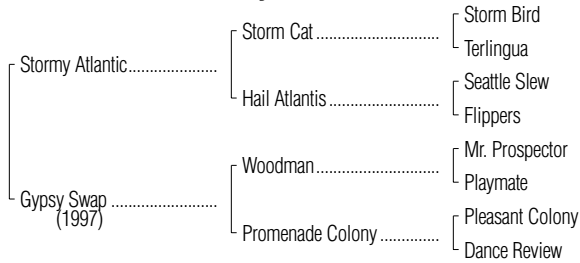 Storm Bird
Storm Cat ..............................
Terlingua
Stormy Atlantic.....................
Seattle Slew
Hail Atlantis ...........................
Flippers
Mr. Prospector
Woodman..............................
Playmate
Gypsy Swap .........................
(1997)
Pleasant Colony
Promenade Colony ..............
Dance Review